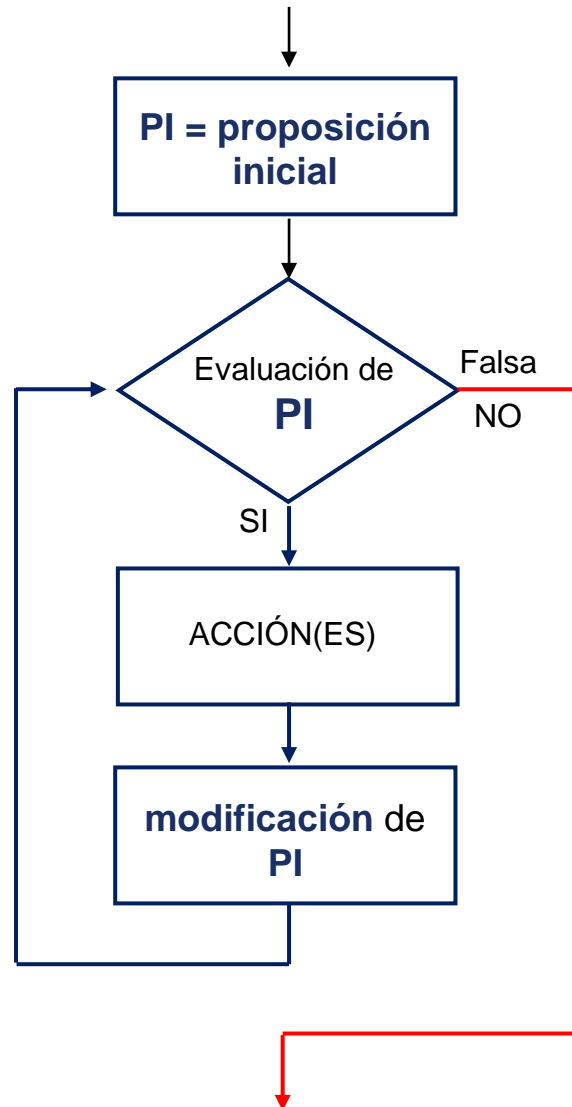 PI = proposición
inicial
Evaluación de
PI
Falsa
NO
SI
ACCIÓN(ES)
modificación de
PI